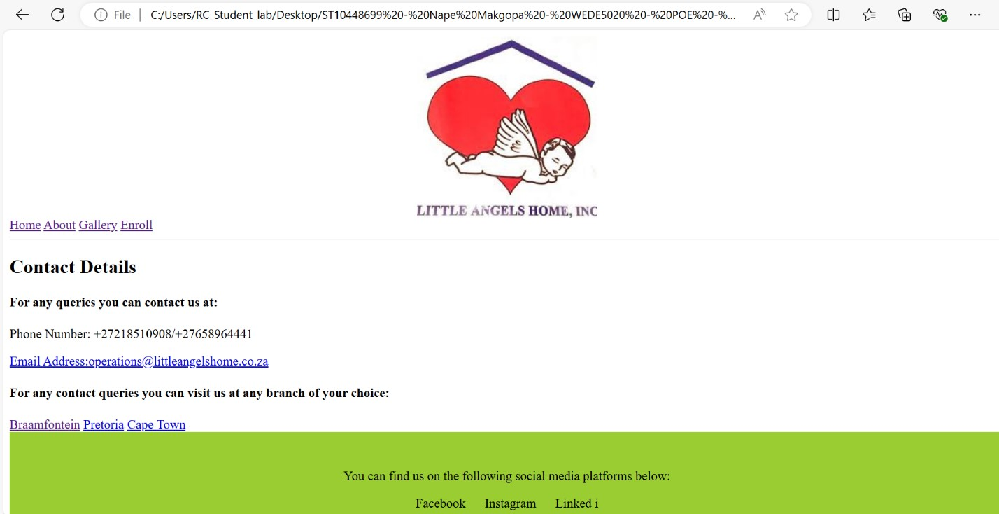 File | C:/Users/RC_Student_lab/Desktop/ST10448699%20-%20Nape%20Makgopa%20-%20WEDE5020%20-%20POE%20-%...
LITTLE ANGELS HOME, INC
Home About Gallery Enroll
Contact Details
For any queries you can contact us at:
Phone Number: +27218510908/+27658964441
Email Address:operations@littleangelshome.co.za
For any contact queries you can visit us at any branch of your choice:
Braamfontein Pretoria Cape Town
You can find us on the following social media platforms below:
Facebook Instagram Linked i